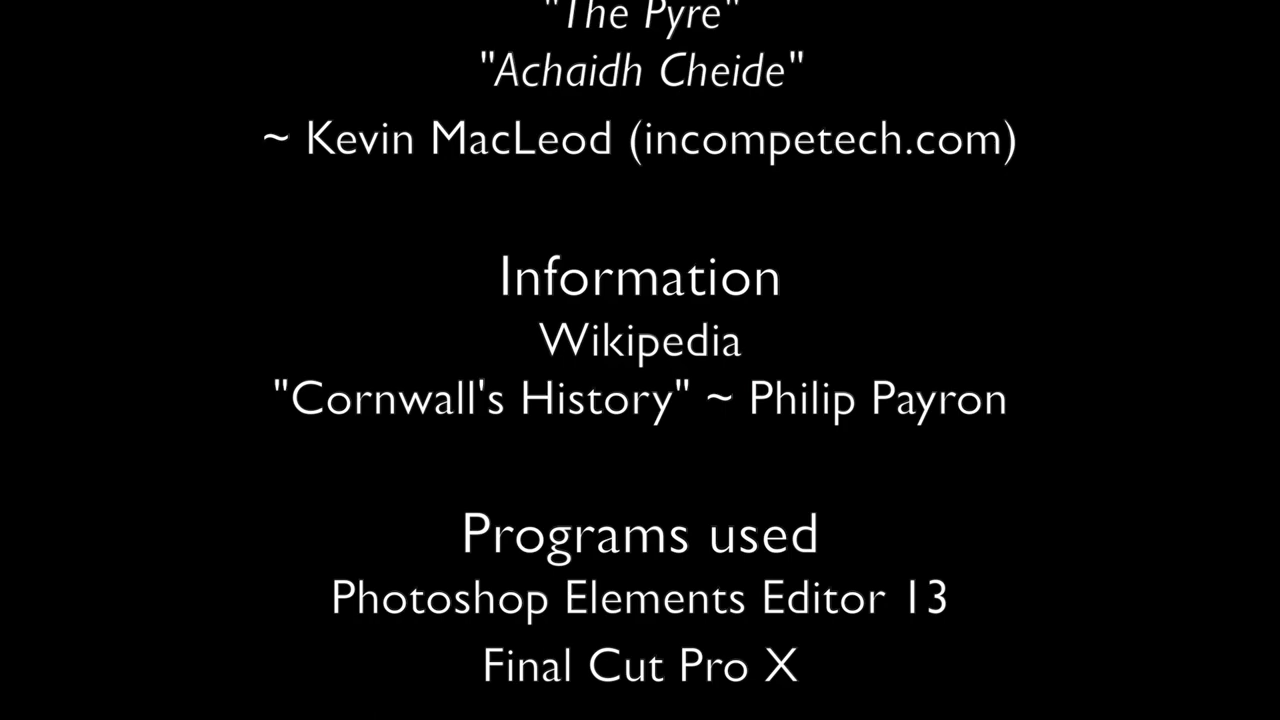 "The Pyre"
"Achaidh Cheide"
~ Kevin MacLeod (incompetech.com)
Information
Wikipedia
"Cornwall's History" ~ Philip Payron
Programs used
Photoshop Elements Editor 13
Final Cut Pro X